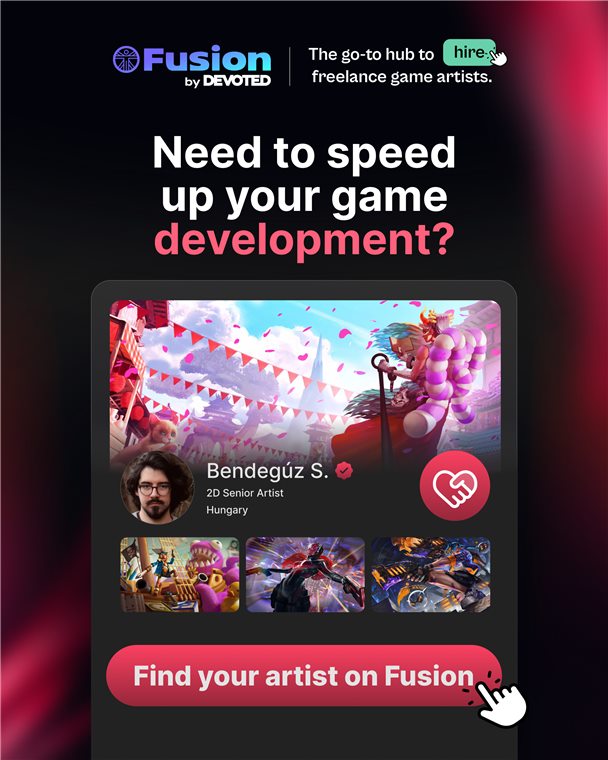 Fusion
by DEVOTED
The go-to hub to hire
freelance game artists.
Need to speed
up your game
development?
Bendegúz S.
2D Senior Artist
Hungary
Find your artist on Fusion